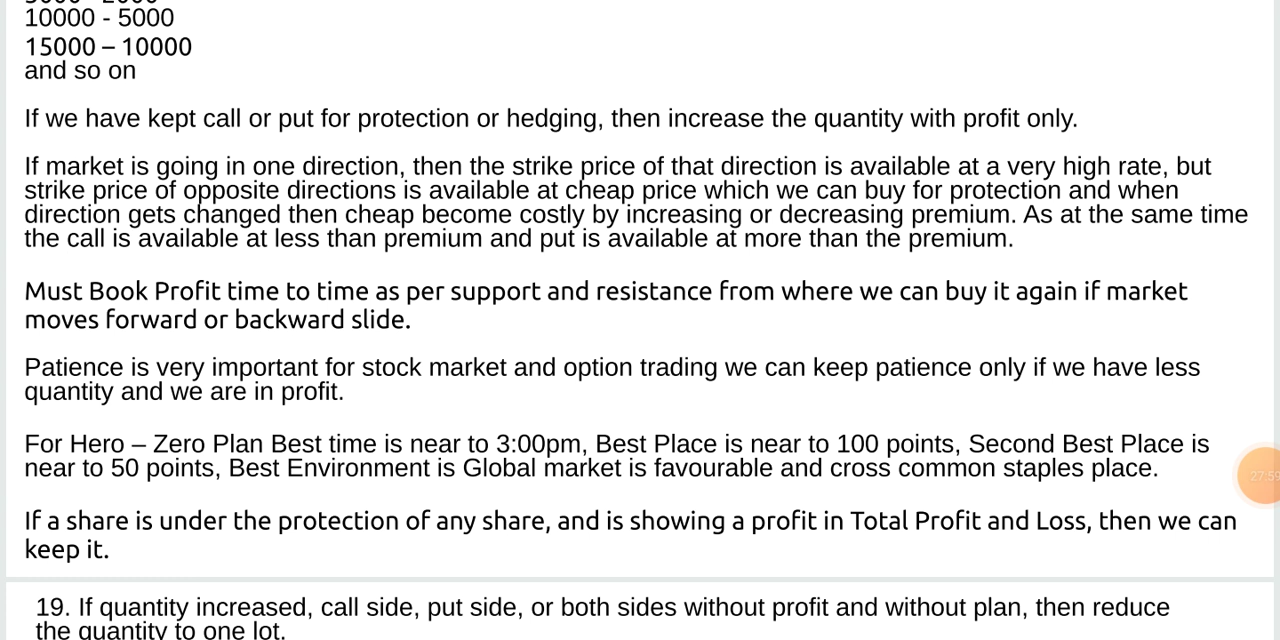 10000 - 5000
15000 – 10000
and so on
If we have kept call or put for protection or hedging, then increase the quantity with profit only.
If market is going in one direction, then the strike price of that direction is available at a very high rate, but
strike price of opposite directions is available at cheap price which we can buy for protection and when
direction gets changed then cheap become costly by increasing or decreasing premium. As at the same time
the call is available at less than premium and put is available at more than the premium.
Must Book Profit time to time as per support and resistance from where we can buy it again if market
moves forward or backward slide.
Patience is very important for stock market and option trading we can keep patience only if we have less
quantity and we are in profit.
For Hero – Zero Plan Best time is near to 3:00pm, Best Place is near to 100 points, Second Best Place is
near to 50 points, Best Environment is Global market is favourable and cross common staples place.
27:59
If a share is under the protection of any share, and is showing a profit in Total Profit and Loss, then we can
keep it.
19. If quantity increased, call side, put side, or both sides without profit and without plan, then reduce
the quantity to one lot.